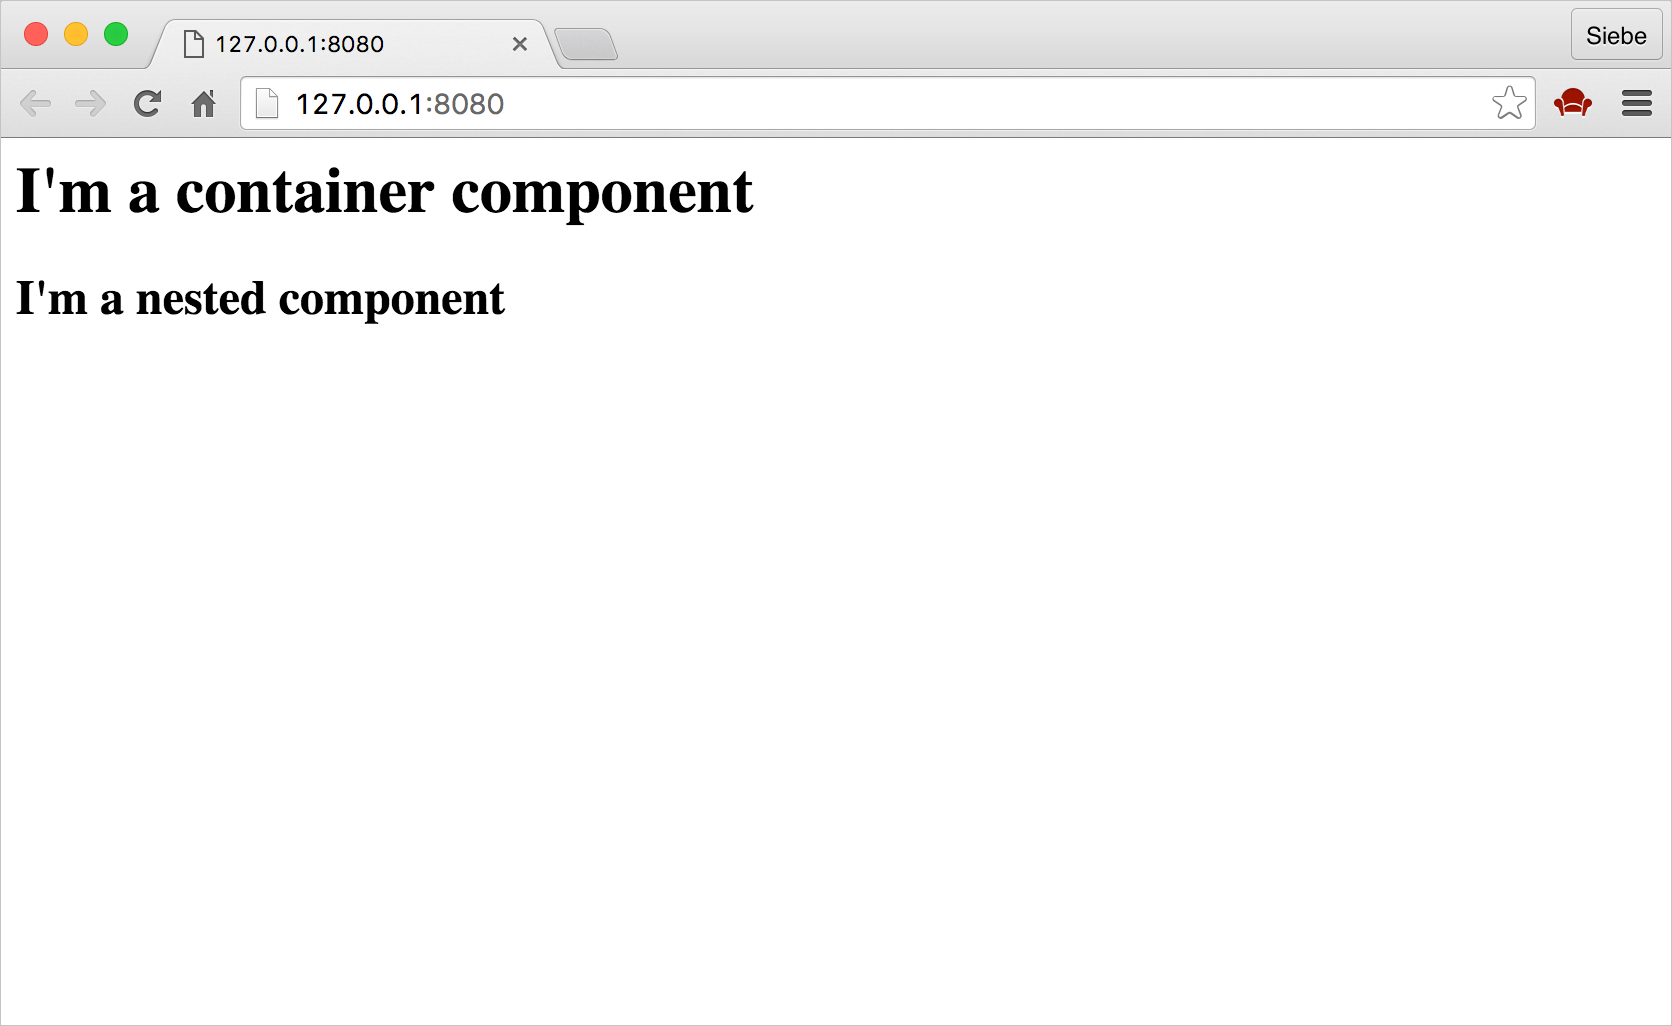 127.0.0.1:8080
Siebe
127.0.0.1:8080
I'm a container component
I'm a nested component